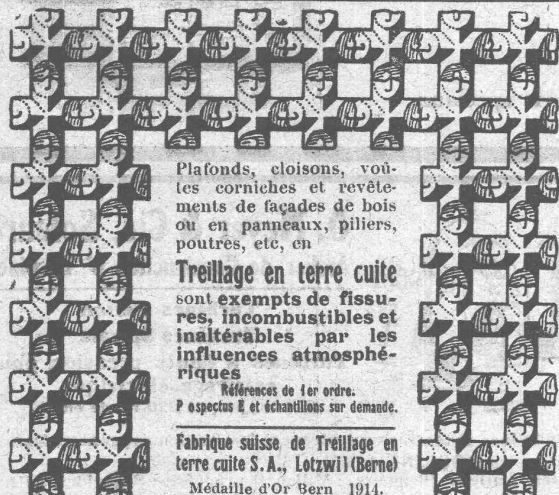 Plafonds, cloisons, voû-
tes corniches et revête-
ments de façades de bois
ou en panneaux, piliers,
poutres, etc, en
Treillage en terre cuite
sont exempts de fissu-
res, incombustibles et
inaltérables par les
influences atmosphé-
riques
Références de 1er ordre.
P ospectus E et échantillons sur demande.
Fabrique suisse de Treillage en
terre cuite S.A., Lotzwil (Berne)
Médaille d'Or Bern 1914.